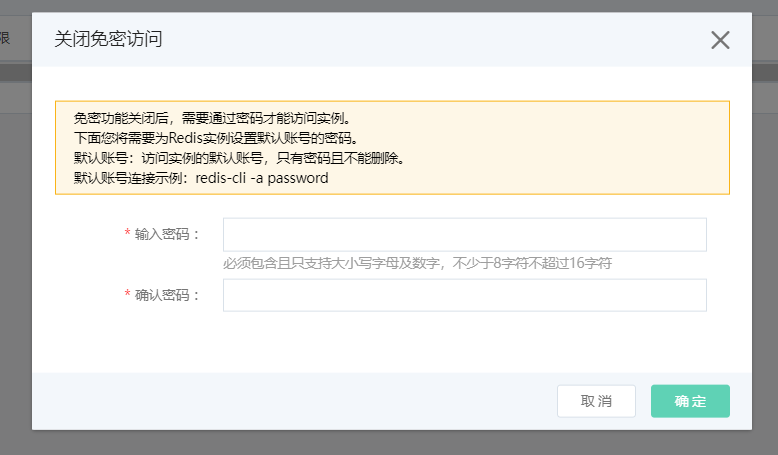 限
关闭免密访问
免密功能关闭后，需要通过密码才能访问实例。
下面您将需要为Redis实例设置默认账号的密码。
默认账号：访问实例的默认账号，只有密码且不能删除。
默认账号连接示例：redis-cli -a password
* 输入密码：
必须包含且只支持大小写字母及数字，不少于8字符不超过16字符
* 确认密码：
取消 确定